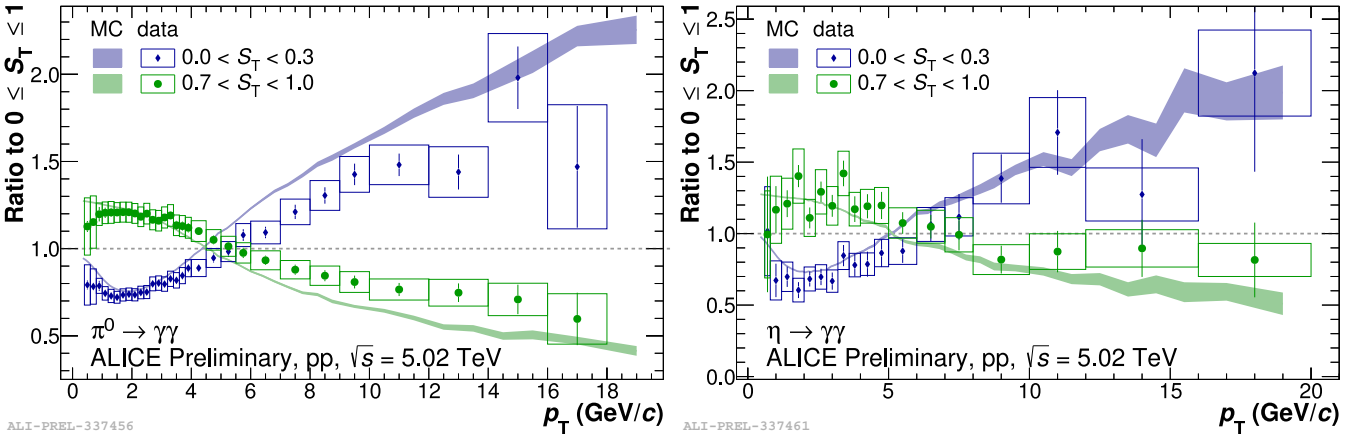 Ratio to 0 ≤ S_T ≤ 1
MC data
0.0 < S_T < 0.3
0.7 < S_T < 1.0
2.0
1.5
1.0
0.5
π⁰ → γγ
ALICE Preliminary, pp, √s = 5.02 TeV
0 2 4 6 8 10 12 14 16 18
p_T (GeV/c)
ALI-PREL-337456
Ratio to 0 ≤ S_T ≤ 1
2.5
MC data
0.0 < S_T < 0.3
0.7 < S_T < 1.0
2.0
1.5
1.0
0.5
η → γγ
ALICE Preliminary, pp, √s = 5.02 TeV
0.0
0 5 10 15 20
p_T (GeV/c)
ALI-PREL-337461